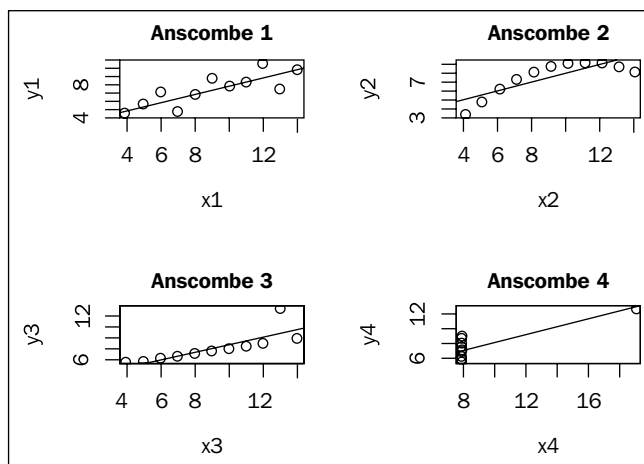 Anscombe 1
y1
4 8
4 6 8 12
x1
Anscombe 2
y2
3 7
4 6 8 12
x2
Anscombe 3
y3
6 12
4 6 8 12
x3
Anscombe 4
y4
6 12
8 12 16
x4